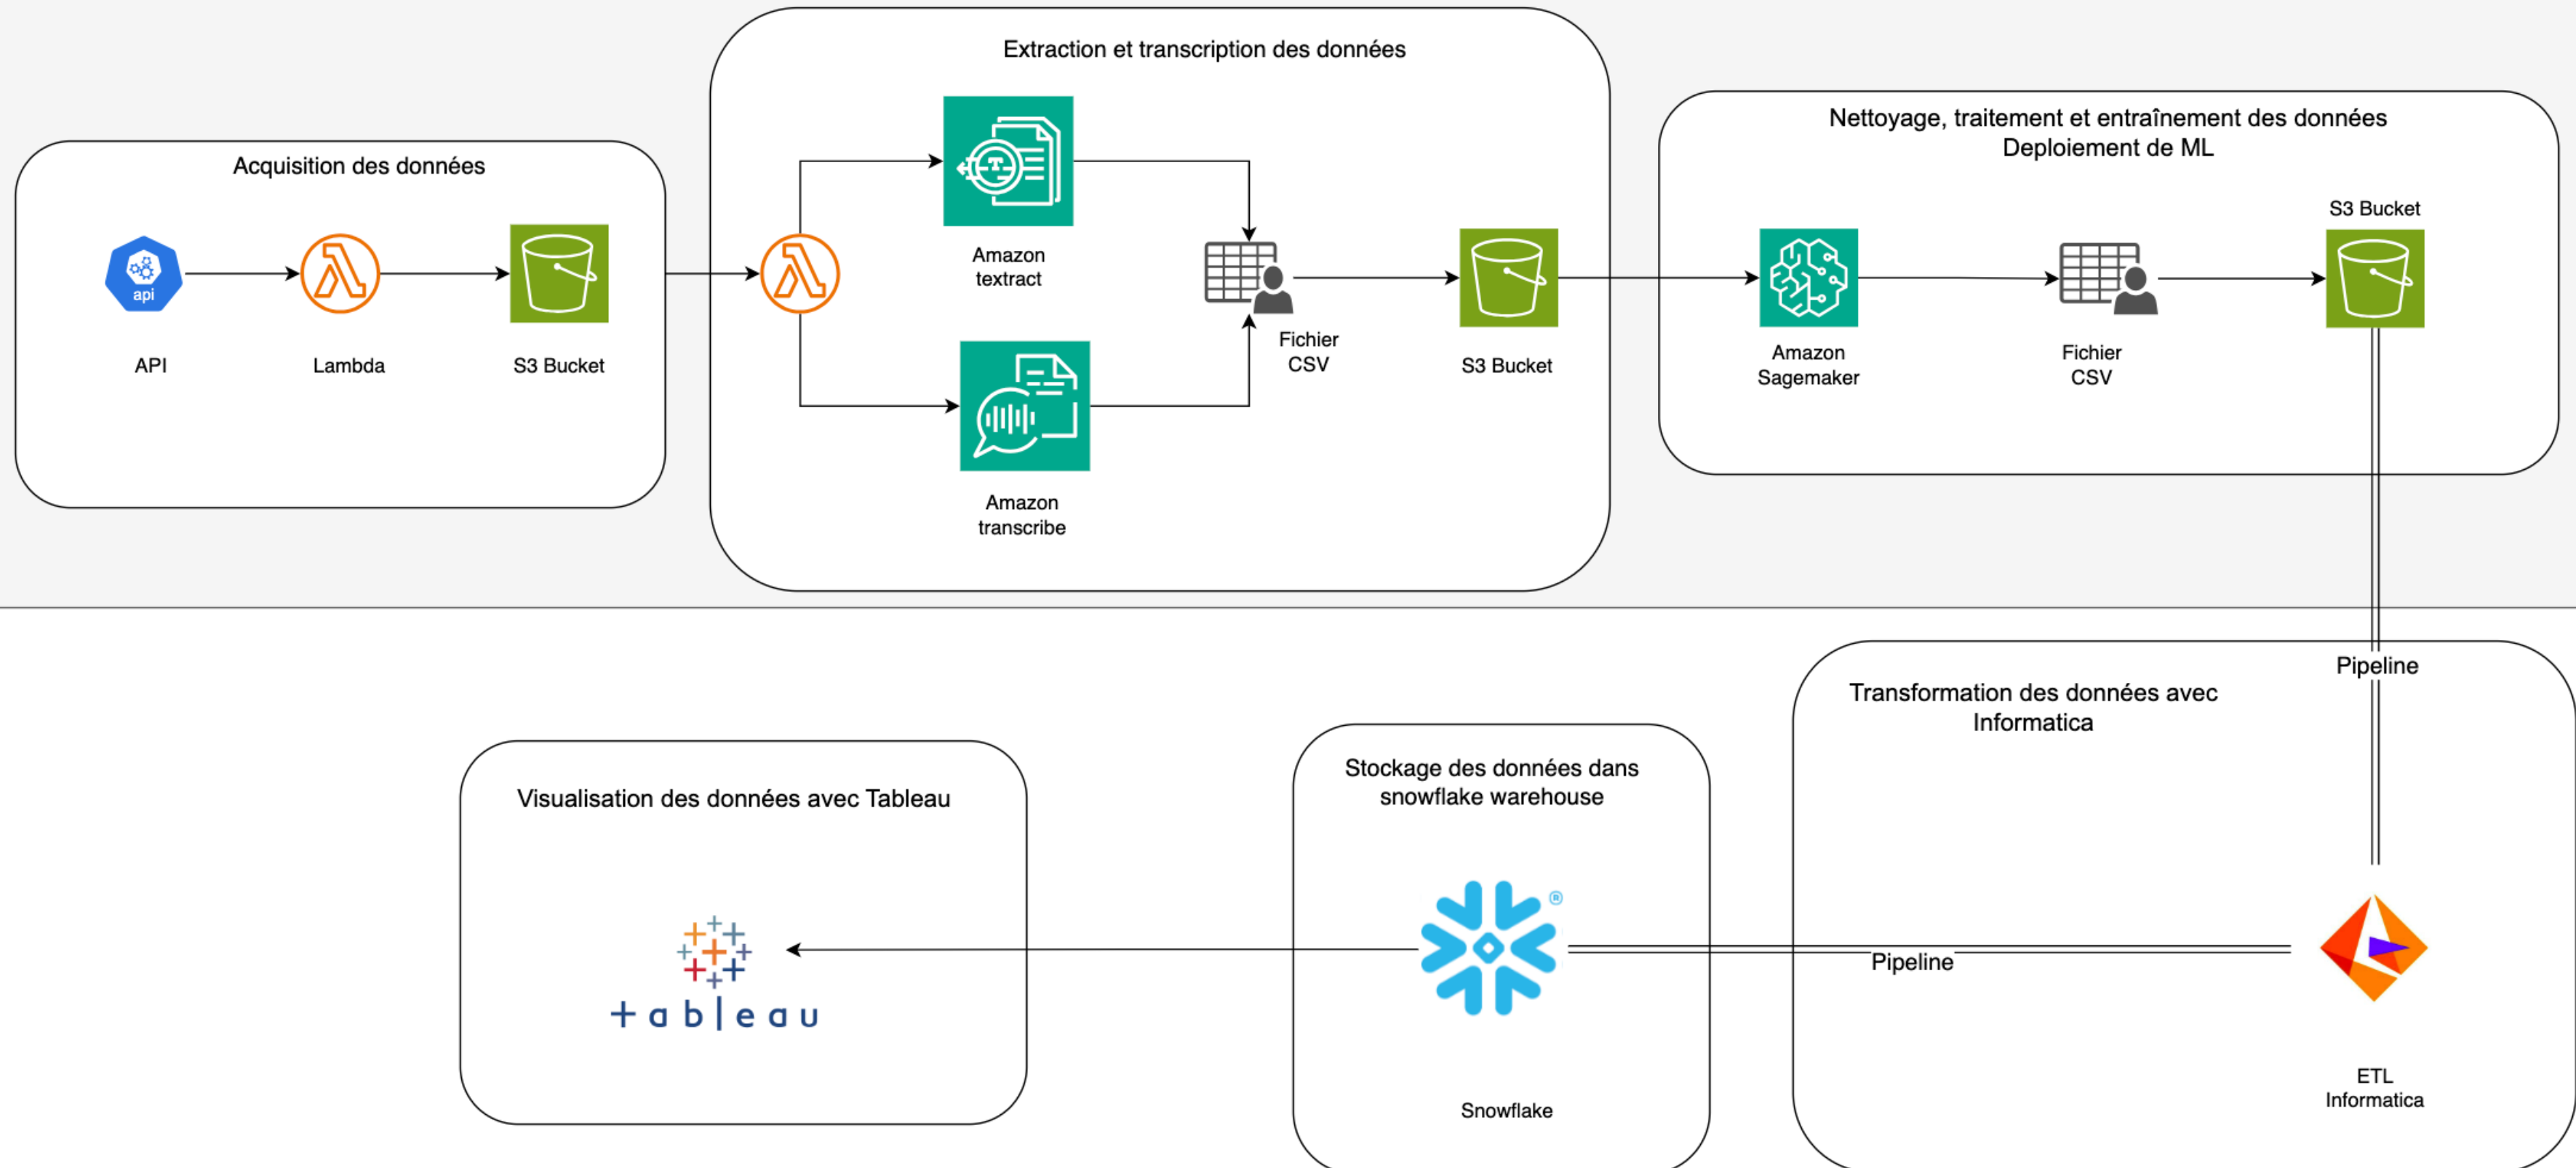 Extraction et transcription des données
Acquisition des données
api
API
Lambda
S3 Bucket
Amazon
textract
Amazon
transcribe
Fichier
CSV
S3 Bucket
Nettoyage, traitement et entraînement des données
Deploiement de ML
Amazon
Sagemaker
Fichier
CSV
S3 Bucket
Pipeline
Transformation des données avec
Informatica
ETL
Informatica
Pipeline
Stockage des données dans
snowflake warehouse
®
Snowflake
Visualisation des données avec Tableau
+ableau